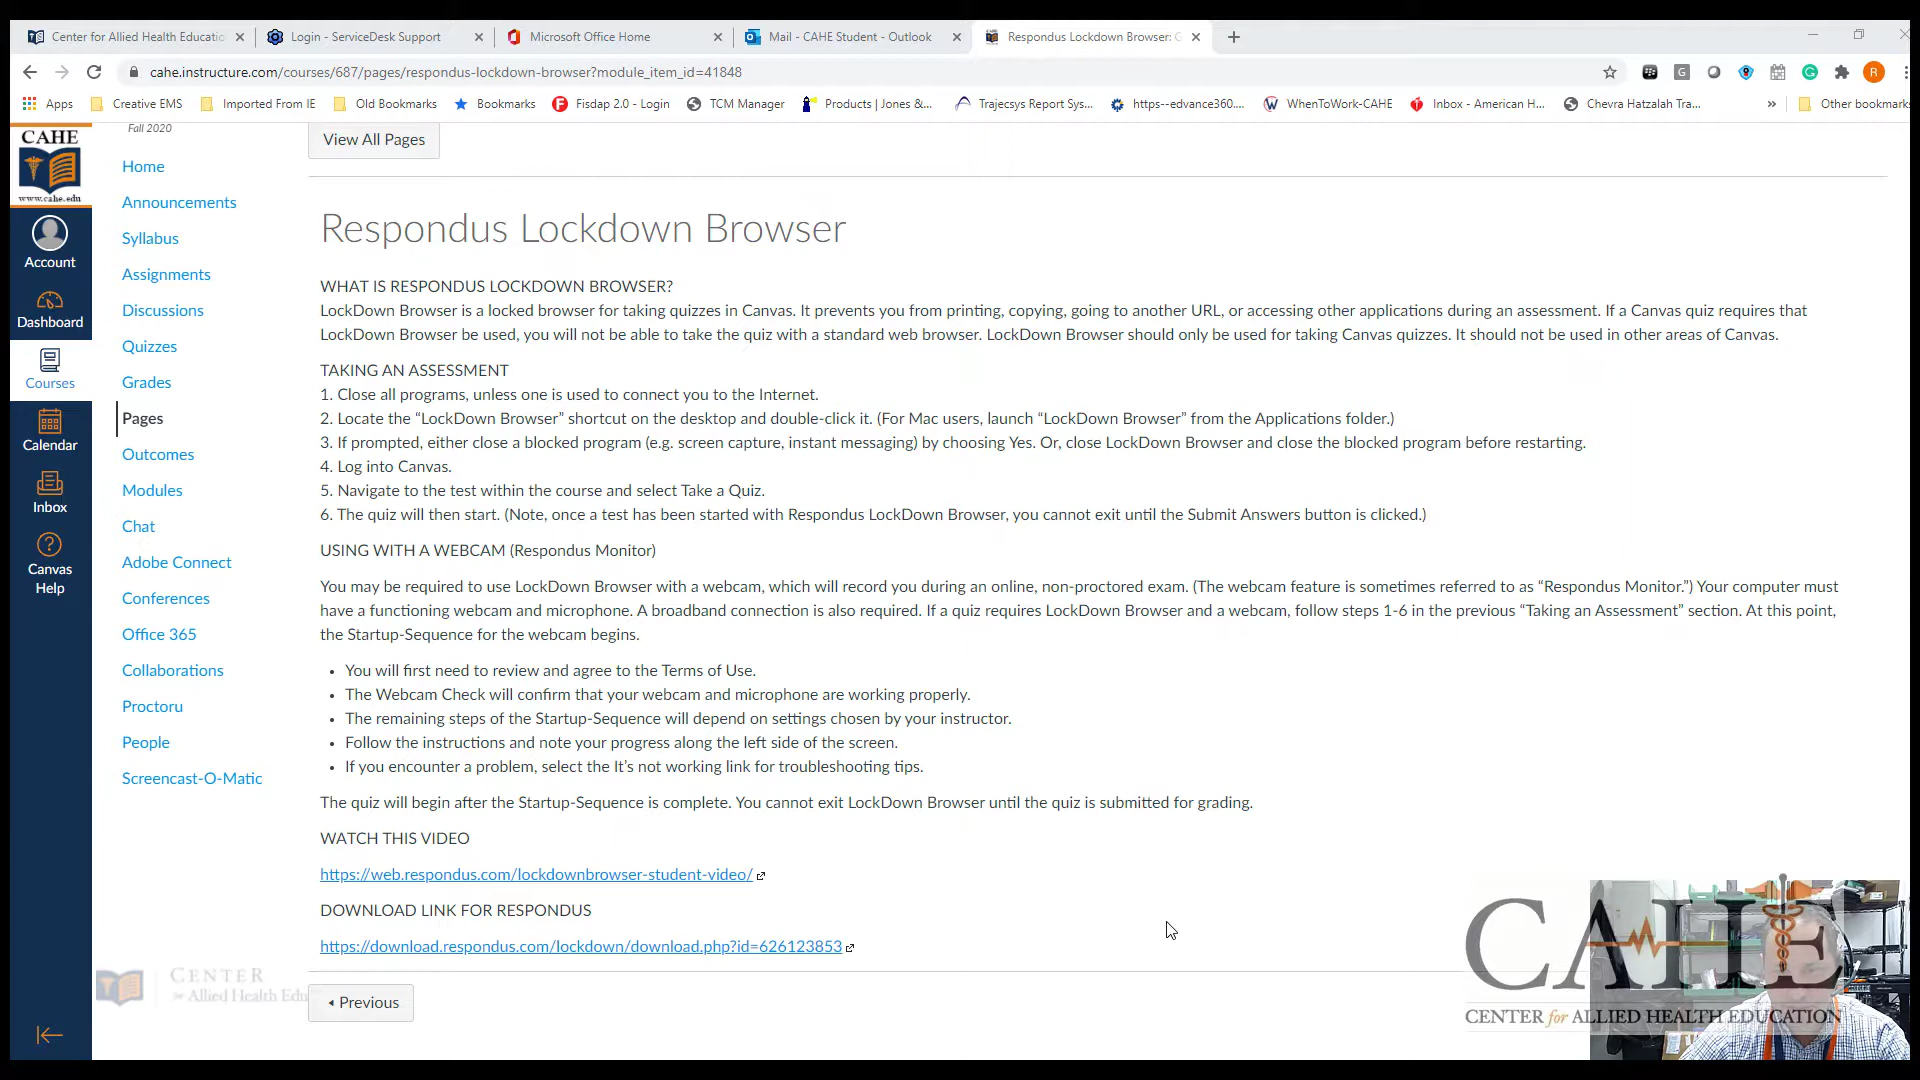 Center for Allied Health Educatio
Login - ServiceDesk Support
Microsoft Office Home
Mail - CAHE Student - Outlook
Respondus Lockdown Browser:
cahe.instructure.com/courses/687/pages/respondus-lockdown-browser?module_item_id=41848
Apps
Creative EMS
Imported From IE
Old Bookmarks
Bookmarks
Fisdap 2.0 - Login
TCM Manager
Products | Jones &...
Trajecsys Report Sys...
https--edvance360....
WhenToWork-CAHE
Inbox - American H...
Chevra Hatzalah Tra...
»
Other bookmarks
CAHE
www.cahe.edu
Account
Dashboard
Courses
Calendar
Inbox
Canvas
Help
Fall 2020
Home
Announcements
Syllabus
Assignments
Discussions
Quizzes
Grades
Pages
Outcomes
Modules
Chat
Adobe Connect
Conferences
Office 365
Collaborations
Proctoru
People
Screencast-O-Matic
View All Pages
Respondus Lockdown Browser
WHAT IS RESPONDUS LOCKDOWN BROWSER?
LockDown Browser is a locked browser for taking quizzes in Canvas. It prevents you from printing, copying, going to another URL, or accessing other applications during an assessment. If a Canvas quiz requires that
LockDown Browser be used, you will not be able to take the quiz with a standard web browser. LockDown Browser should only be used for taking Canvas quizzes. It should not be used in other areas of Canvas.
TAKING AN ASSESSMENT
1. Close all programs, unless one is used to connect you to the Internet.
2. Locate the “LockDown Browser” shortcut on the desktop and double-click it. (For Mac users, launch “LockDown Browser” from the Applications folder.)
3. If prompted, either close a blocked program (e.g. screen capture, instant messaging) by choosing Yes. Or, close LockDown Browser and close the blocked program before restarting.
4. Log into Canvas.
5. Navigate to the test within the course and select Take a Quiz.
6. The quiz will then start. (Note, once a test has been started with Respondus LockDown Browser, you cannot exit until the Submit Answers button is clicked.)
USING WITH A WEBCAM (Respondus Monitor)
You may be required to use LockDown Browser with a webcam, which will record you during an online, non-proctored exam. (The webcam feature is sometimes referred to as “Respondus Monitor.”) Your computer must
have a functioning webcam and microphone. A broadband connection is also required. If a quiz requires LockDown Browser and a webcam, follow steps 1-6 in the previous “Taking an Assessment” section. At this point,
the Startup-Sequence for the webcam begins.
• You will first need to review and agree to the Terms of Use.
• The Webcam Check will confirm that your webcam and microphone are working properly.
• The remaining steps of the Startup-Sequence will depend on settings chosen by your instructor.
• Follow the instructions and note your progress along the left side of the screen.
• If you encounter a problem, select the It’s not working link for troubleshooting tips.
The quiz will begin after the Startup-Sequence is complete. You cannot exit LockDown Browser until the quiz is submitted for grading.
WATCH THIS VIDEO
https://web.respondus.com/lockdownbrowser-student-video/
DOWNLOAD LINK FOR RESPONDUS
https://download.respondus.com/lockdown/download.php?id=626123853
Previous
CENTER
for Allied Health Edu
CAHE
CENTER for ALLIED HEALTH EDUCATION